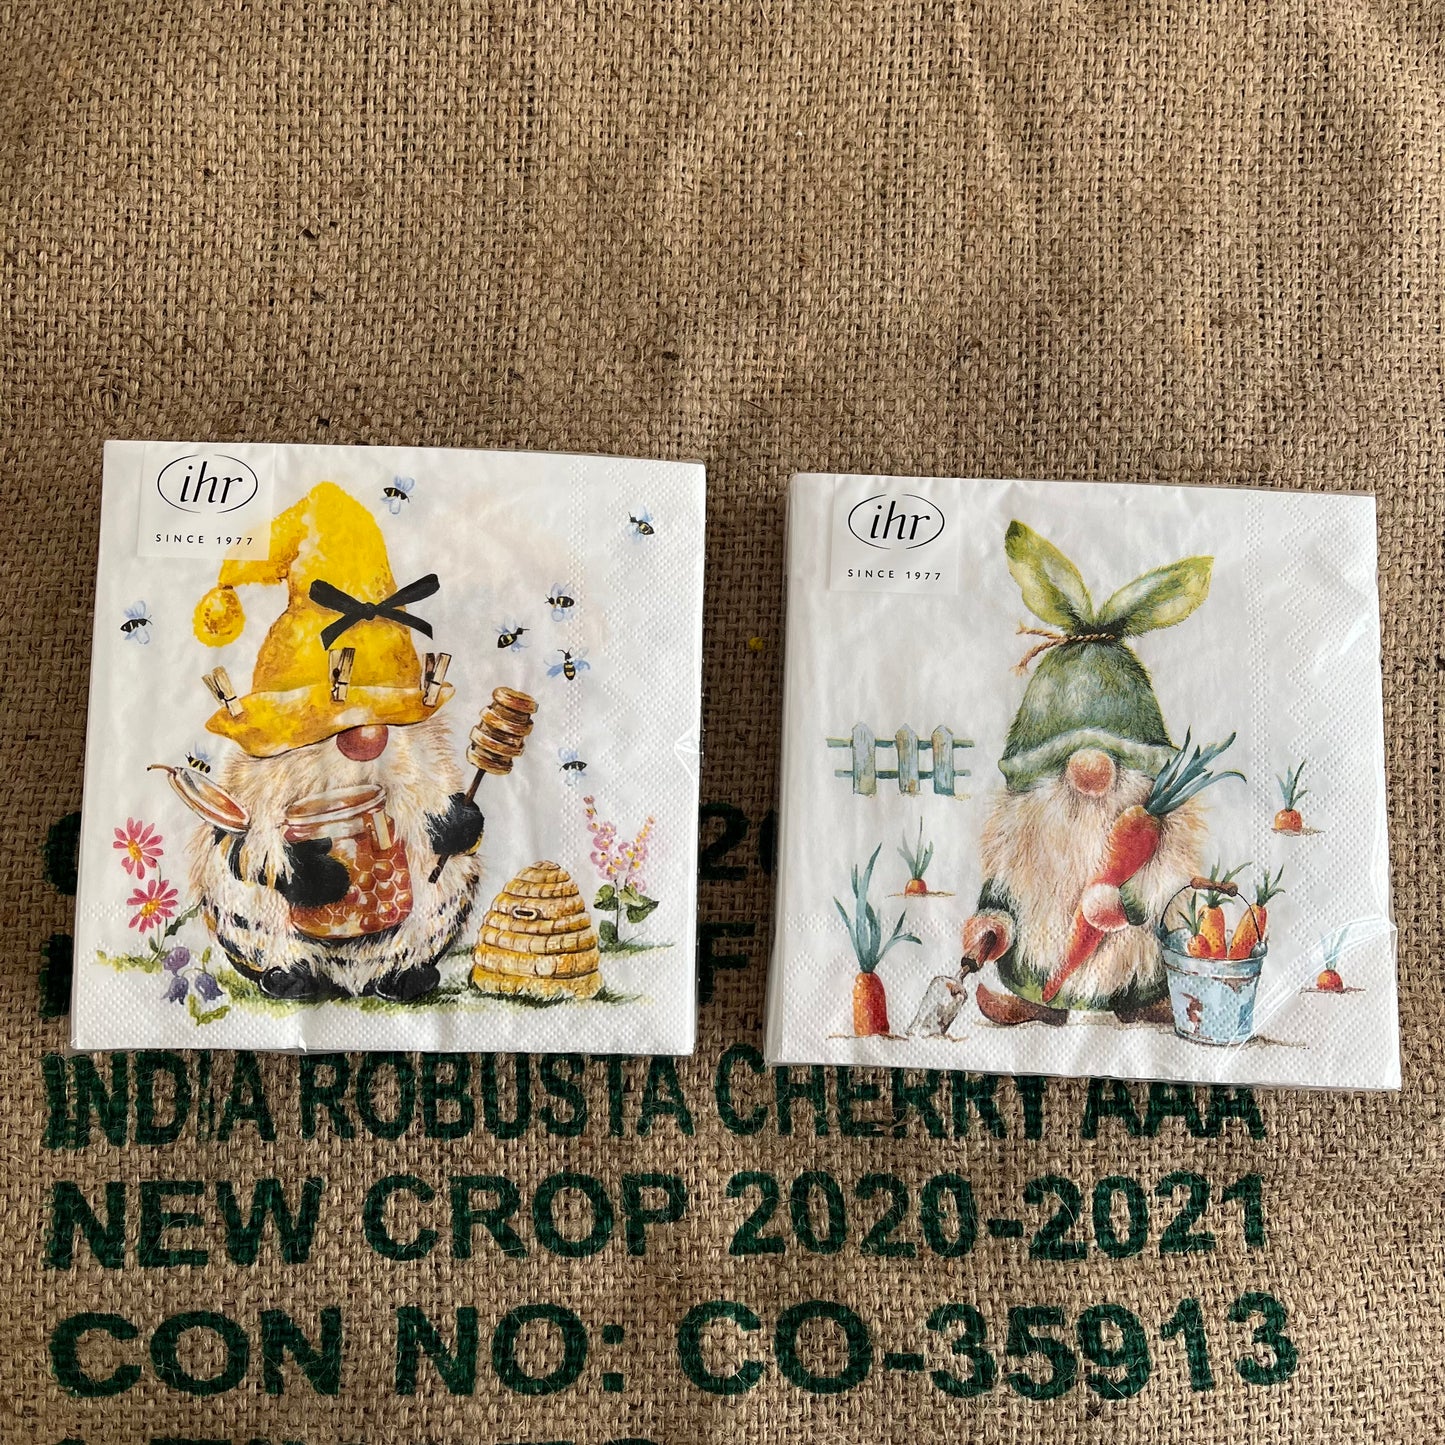 ihr
SINCE 1977
ihr
SINCE 1977
INDIA ROBUSTA CHERRY AAA
NEW CROP 2020-2021
CON NO: CO-35913